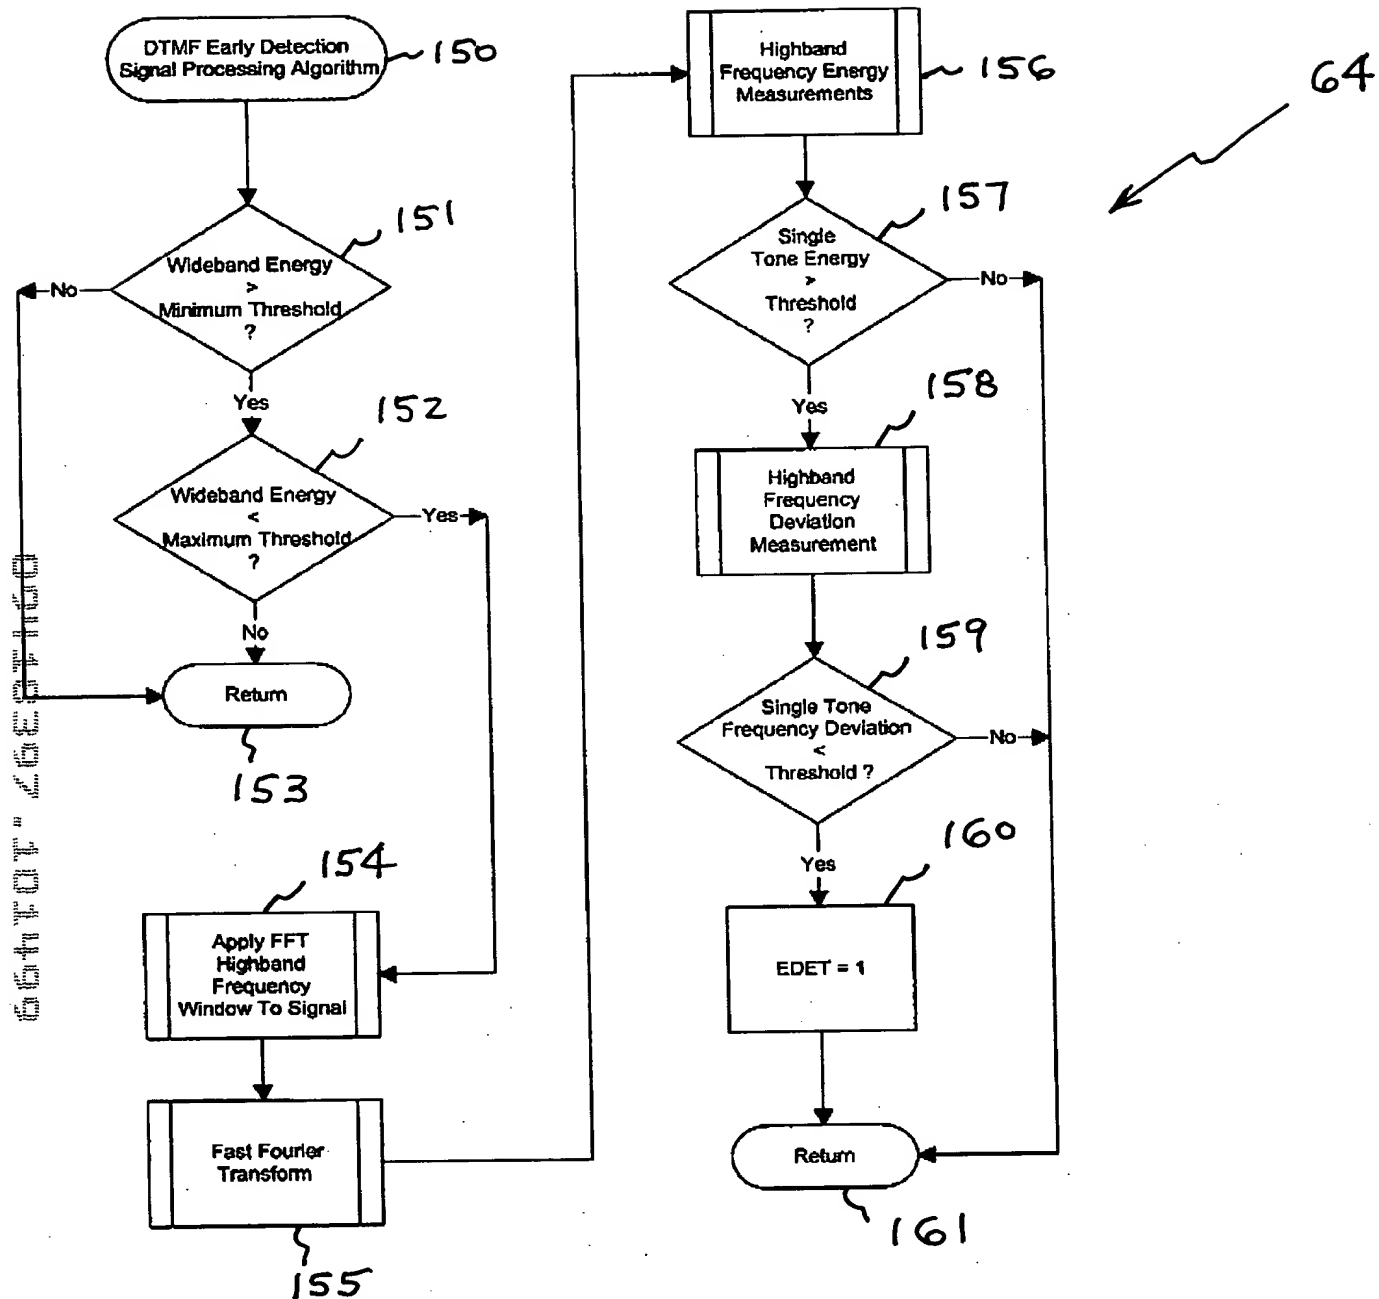 DTMF Early Detection
Signal Processing Algorithm
150
151
Wideband Energy
>
Minimum Threshold
?
No
Yes
152
Wideband Energy
<
Maximum Threshold
?
Yes
No
Return
153
154
Apply FFT
Highband
Frequency
Window To Signal
Fast Fourier
Transform
155
Highband
Frequency Energy
Measurements
156
64
157
Single
Tone Energy
>
Threshold
?
No
Yes
158
Highband
Frequency
Deviation
Measurement
159
Single Tone
Frequency Deviation
<
Threshold ?
No
Yes
160
EDET = 1
Return
161